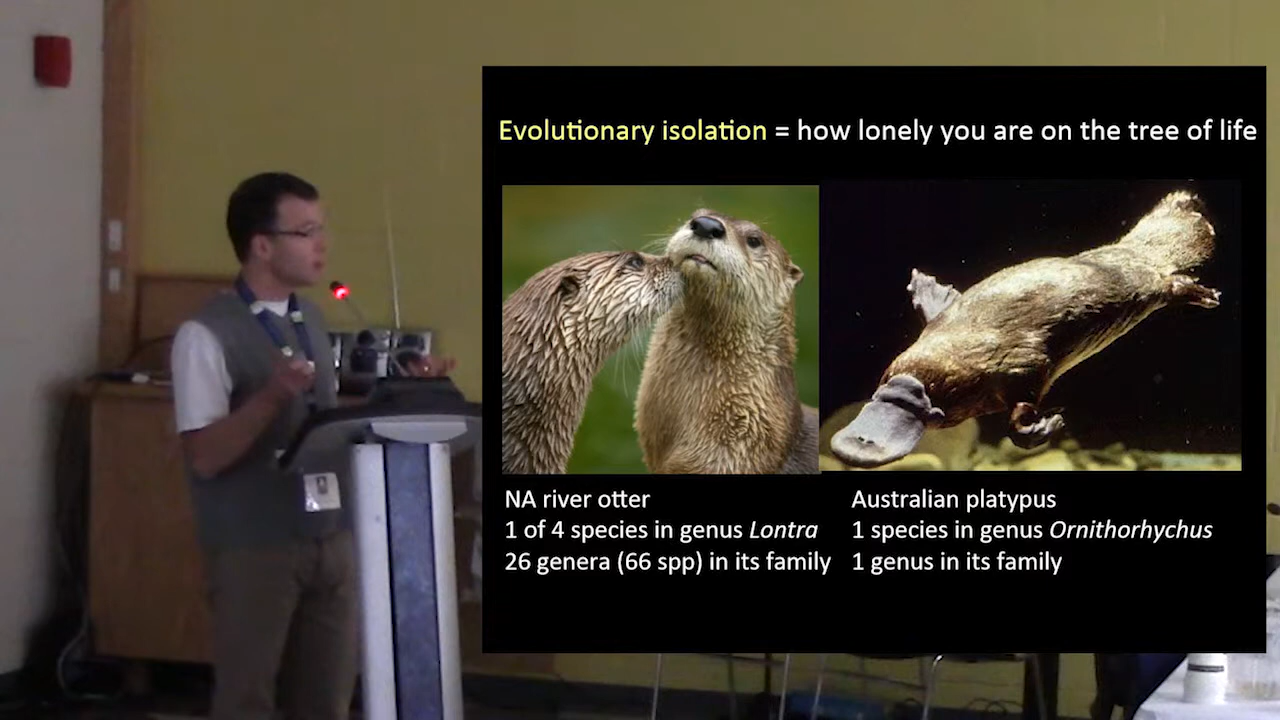 Evolutionary isolation = how lonely you are on the tree of life
NA river otter
1 of 4 species in genus Lontra
26 genera (66 spp) in its family
Australian platypus
1 species in genus Ornithorhychus
1 genus in its family